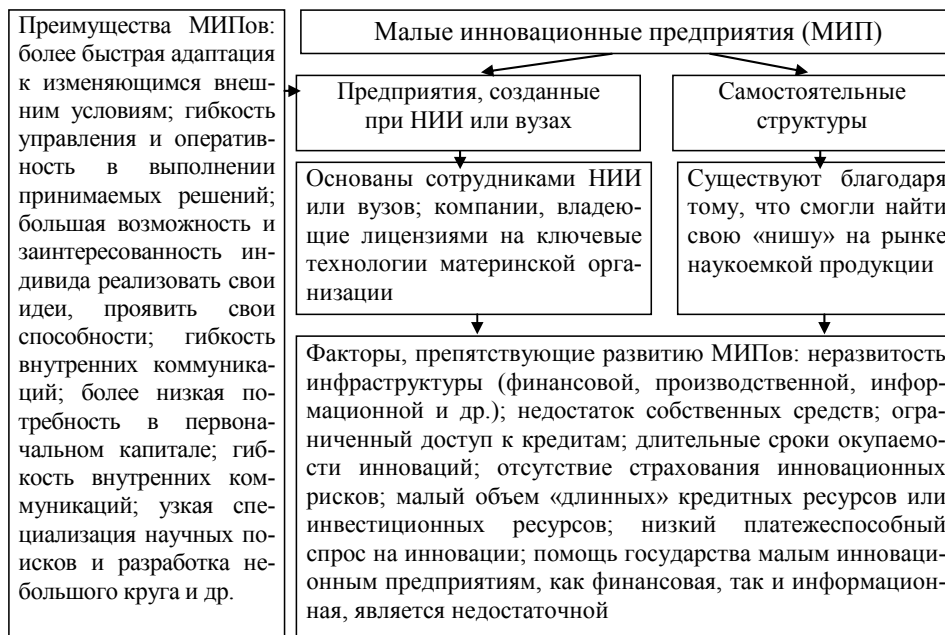 Преимущества МИПов:
более быстрая адаптация
к изменяющимся внеш-
ним условиям; гибкость
управления и оператив-
ность в выполнении
принимаемых решений;
большая возможность и
заинтересованность ин-
дивида реализовать свои
идеи, проявить свои
способности; гибкость
внутренних коммуника-
ций; более низкая по-
требность в первона-
чальном капитале; гиб-
кость внутренних ком-
муникаций; узкая спе-
циализация научных по-
исков и разработка не-
большого круга и др.
Малые инновационные предприятия (МИП)
Предприятия, созданные
при НИИ или вузах
Самостоятельные
структуры
Основаны сотрудниками НИИ
или вузов; компании, владею-
щие лицензиями на ключевые
технологии материнской орга-
низации
Существуют благодаря
тому, что смогли найти
свою «нишу» на рынке
наукоемкой продукции
Факторы, препятствующие развитию МИПов: неразвитость
инфраструктуры (финансовой, производственной, инфор-
мационной и др.); недостаток собственных средств; огра-
ниченный доступ к кредитам; длительные сроки окупаемо-
сти инноваций; отсутствие страхования инновационных
рисков; малый объем «длинных» кредитных ресурсов или
инвестиционных ресурсов; низкий платежеспособный
спрос на инновации; помощь государства малым инноваци-
онным предприятиям, как финансовая, так и информацион-
ная, является недостаточной